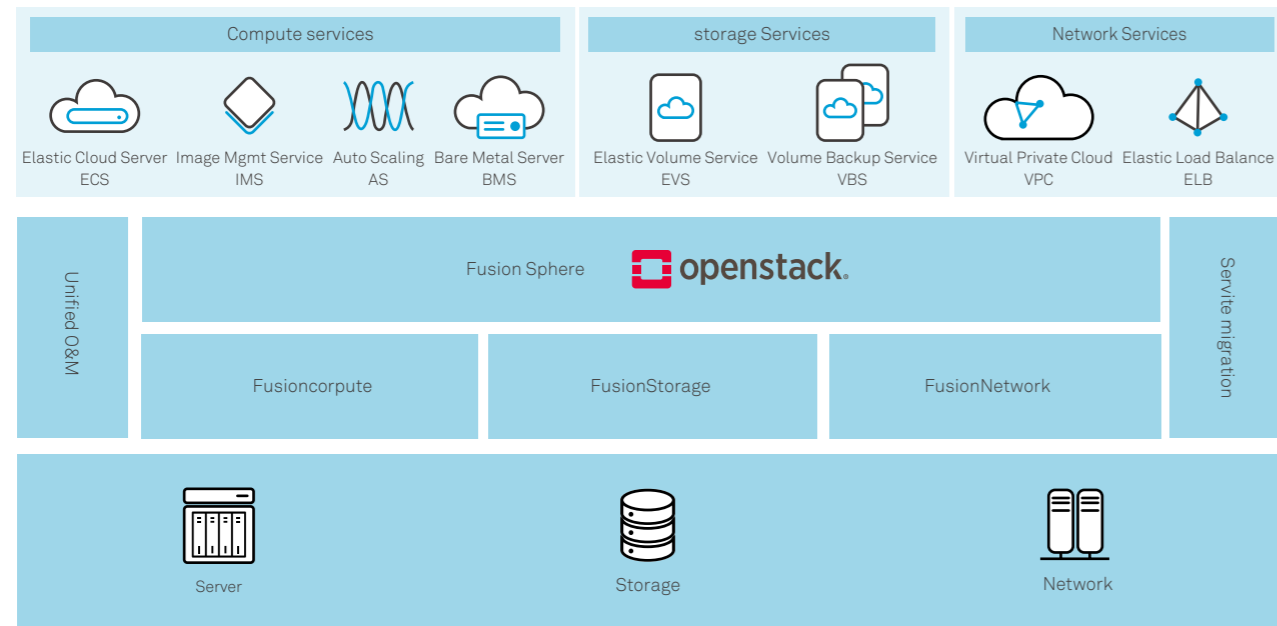 Compute services
storage Services
Network Services
Elastic Cloud Server
ECS
Image Mgmt Service
IMS
Auto Scaling
AS
Bare Metal Server
BMS
Elastic Volume Service
EVS
Volume Backup Service
VBS
Virtual Private Cloud
VPC
Elastic Load Balance
ELB
Unified O&M
Fusion Sphere
openstack.
Servite migration
Fusioncorpute
FusionStorage
FusionNetwork
Server
Storage
Network